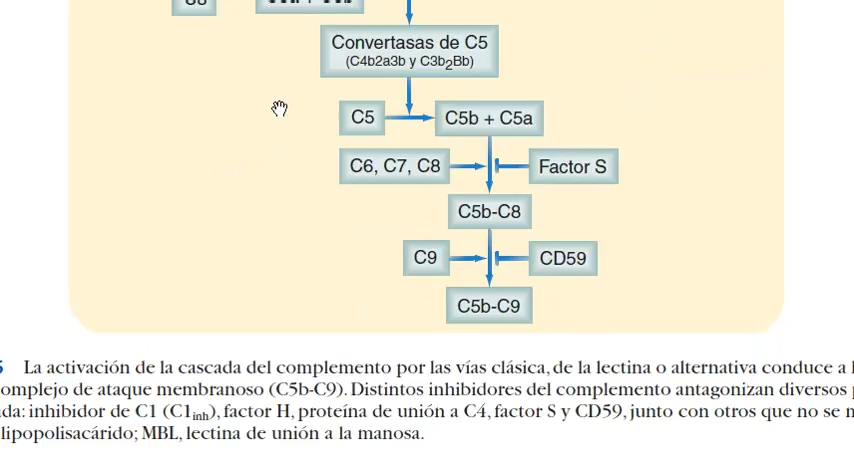 Convertasas de C5
(C4b2a3b y C3b2Bb)
C5
C5b + C5a
C6, C7, C8
Factor S
C5b-C8
C9
CD59
C5b-C9
La activación de la cascada del complemento por las vías clásica, de la lectina o alternativa conduce a
omplejo de ataque membranoso (C5b-C9). Distintos inhibidores del complemento antagonizan diversos
da: inhibidor de C1 (C1inh), factor H, proteína de unión a C4, factor S y CD59, junto con otros que no se
lipopolisacárido; MBL, lectina de unión a la manosa.